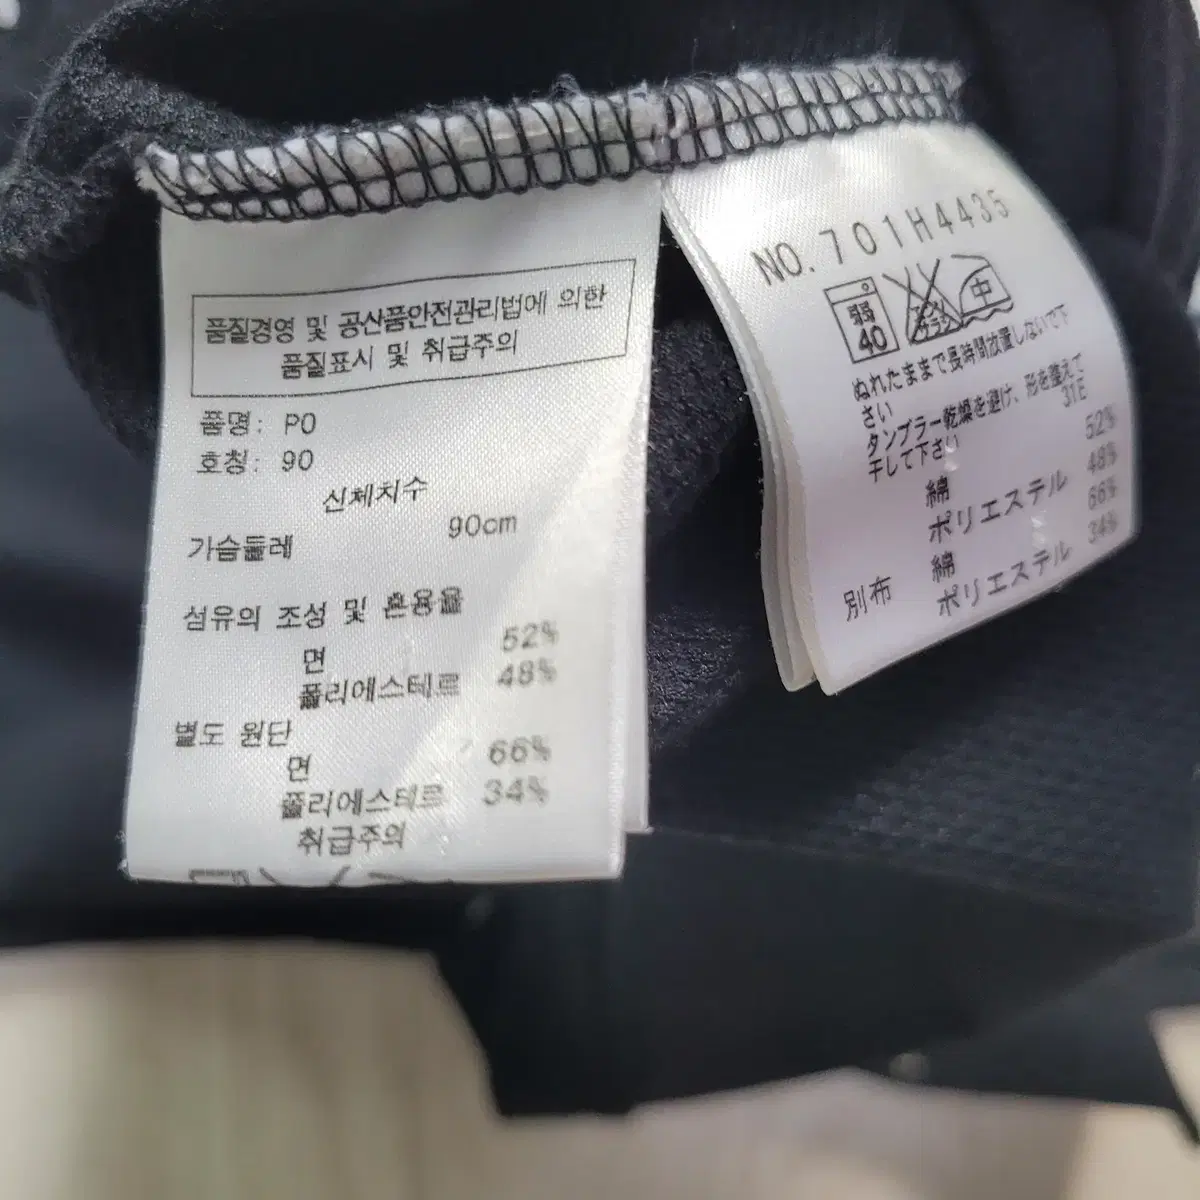 품질경영 및 공산품안전관리법에 의한
품질표시 및 취급주의
품명: PO
호칭: 90
신체치수
가슴둘레 90cm
섬유의 조성 및 혼용율
면 52%
폴리에스테르 48%
별도 원단
면 66%
폴리에스테르 34%
취급주의
NO. 701H4435
弱 40
エンソサラシ
中
ぬれたままで長時間放置しないで下
さい
タンブラー乾燥を避け、形を整えて
干して下さい
31E
綿 52%
ポリエステル 48%
別布 綿 66%
ポリエステル 34%